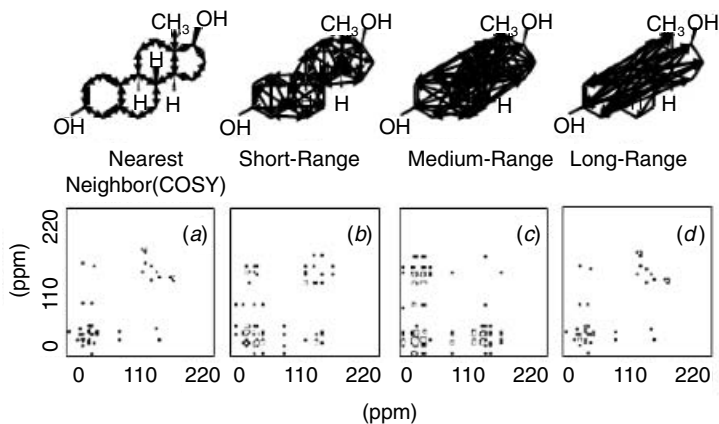 CH3 OH
H
H H
OH
CH3 OH
H
OH
CH3 OH
H
OH
CH3 OH
H
OH
Nearest
Neighbor(COSY)
Short-Range
Medium-Range
Long-Range
(a)
(b)
(c)
(d)
220
110
0
(ppm)
0 110 220
0 110 220
0 110 220
0 110 220
(ppm)